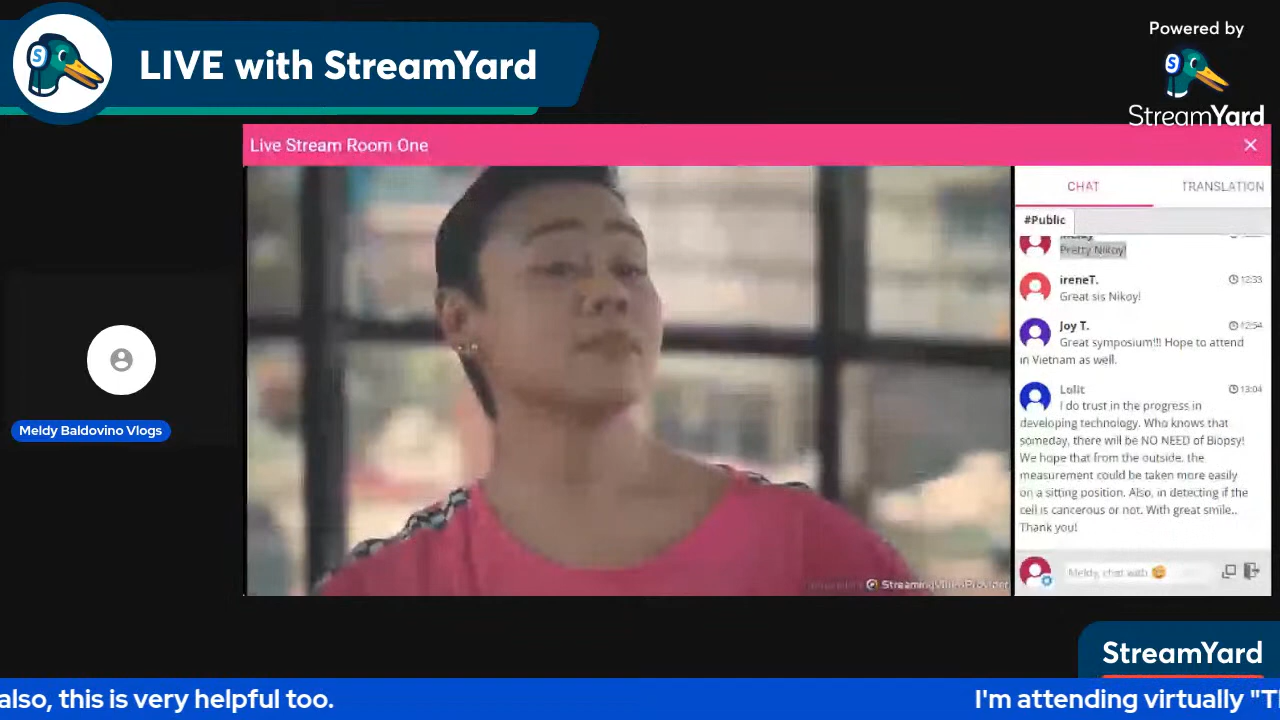 LIVE with StreamYard
Powered by
StreamYard
Live Stream Room One
CHAT
TRANSLATION
#Public
Pretty Nikoy!
ireneT.
12:33
Great sis Nikoy!
Joy T.
12:54
Great symposium!!! Hope to attend
in Vietnam as well.
Lolit
13:04
I do trust in the progress in
developing technology. Who knows that
someday, there will be NO NEED of Biopsy!
We hope that from the outside, the
measurement could be taken more easily
on a sitting position. Also, in detecting if the
cell is cancerous or not. With great smile..
Thank you!
Meldy, chat with
StreamingVideoProvider
Meldy Baldovino Vlogs
StreamYard
also, this is very helpful too.
I'm attending virtually "